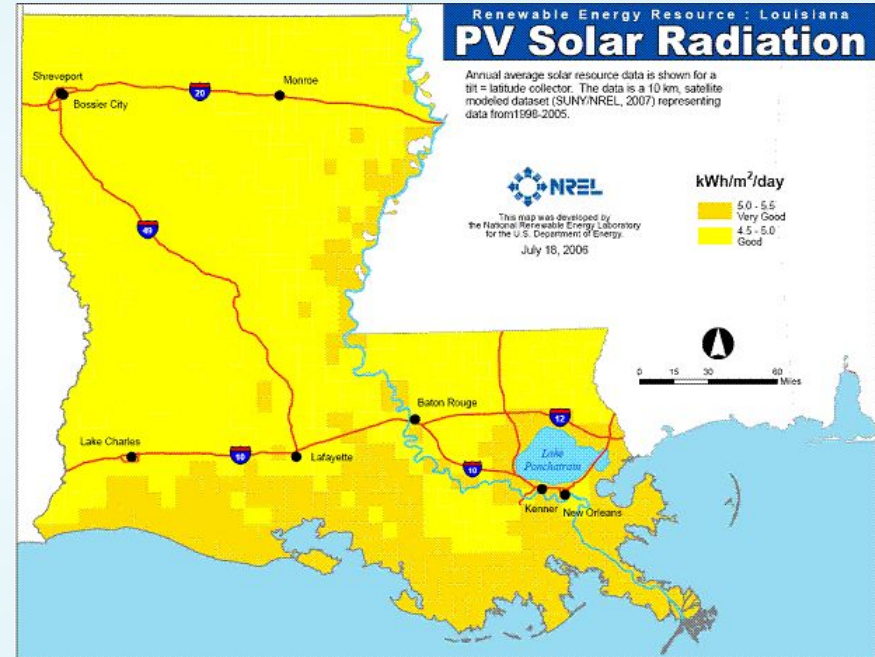 Renewable Energy Resource : Louisiana
PV Solar Radiation
Annual average solar resource data is shown for a
tilt = latitude collector. The data is a 10 km, satellite
modeled dataset (SUNY/NREL, 2007) representing
data from1998-2005.
NREL
This map was developed by
the National Renewable Energy Laboratory
for the U.S. Department of Energy.
July 18, 2006
kWh/m²/day
5.0 - 5.5
Very Good
4.5 - 5.0
Good
0 15 30 60
Miles
Shreveport
Bossier City
20
Monroe
49
Baton Rouge
12
Lake Charles
10
Lafayette
10
Lake
Ponchatrain
Kenner
New Orleans